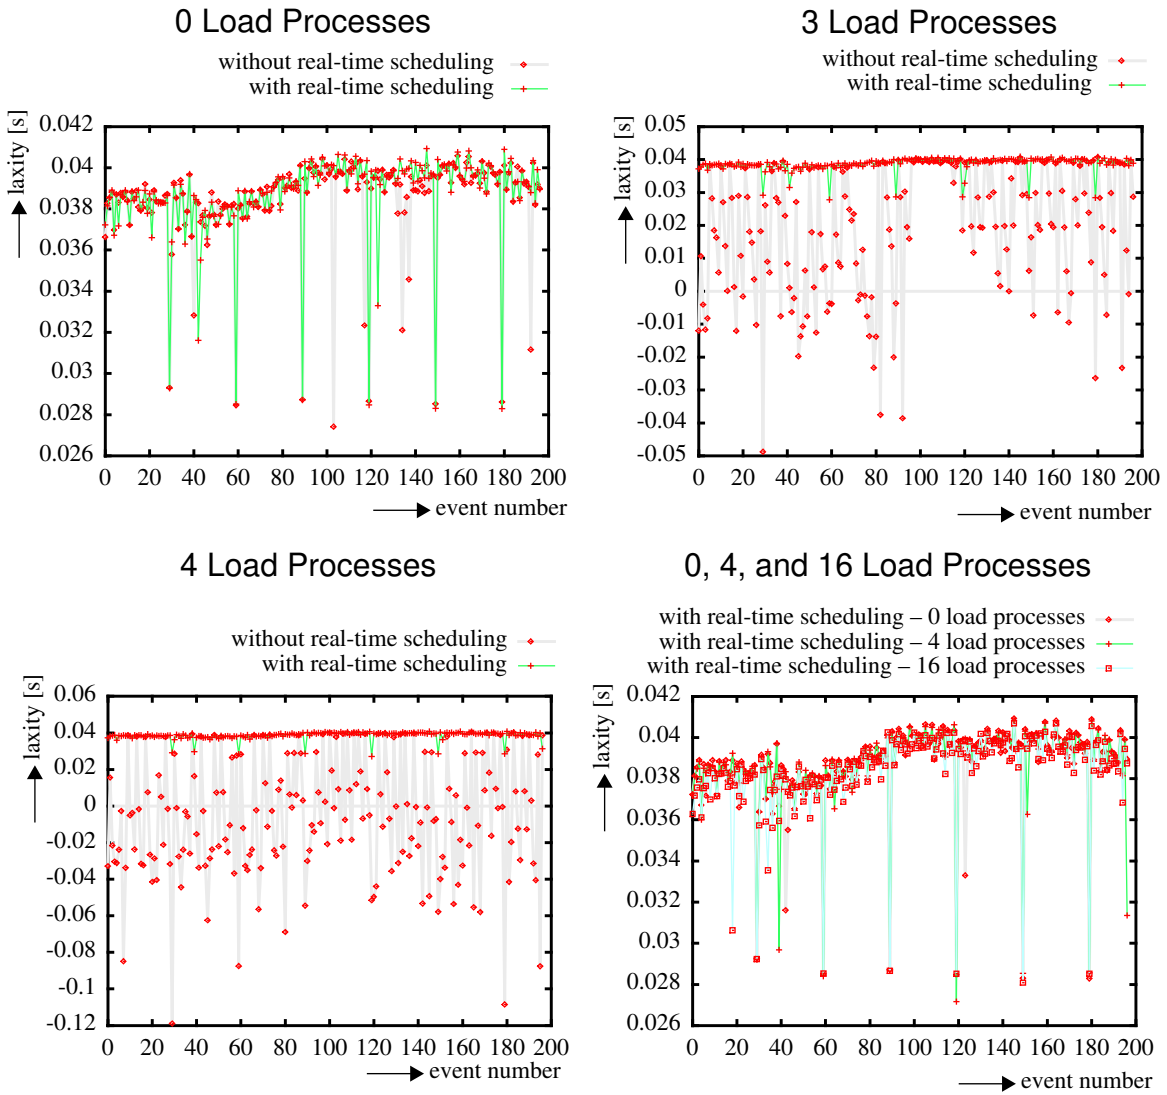 0 Load Processes
without real-time scheduling
with real-time scheduling
laxity [s]
0.042
0.04
0.038
0.036
0.034
0.032
0.03
0.028
0.026
0 20 40 60 80 100 120 140 160 180 200
event number
3 Load Processes
without real-time scheduling
with real-time scheduling
laxity [s]
0.05
0.04
0.03
0.02
0.01
0
-0.01
-0.02
-0.03
-0.04
-0.05
0 20 40 60 80 100 120 140 160 180 200
event number
4 Load Processes
without real-time scheduling
with real-time scheduling
laxity [s]
0.06
0.04
0.02
0
-0.02
-0.04
-0.06
-0.08
-0.1
-0.12
0 20 40 60 80 100 120 140 160 180 200
event number
0, 4, and 16 Load Processes
with real-time scheduling – 0 load processes
with real-time scheduling – 4 load processes
with real-time scheduling – 16 load processes
laxity [s]
0.042
0.04
0.038
0.036
0.034
0.032
0.03
0.028
0.026
0 20 40 60 80 100 120 140 160 180 200
event number